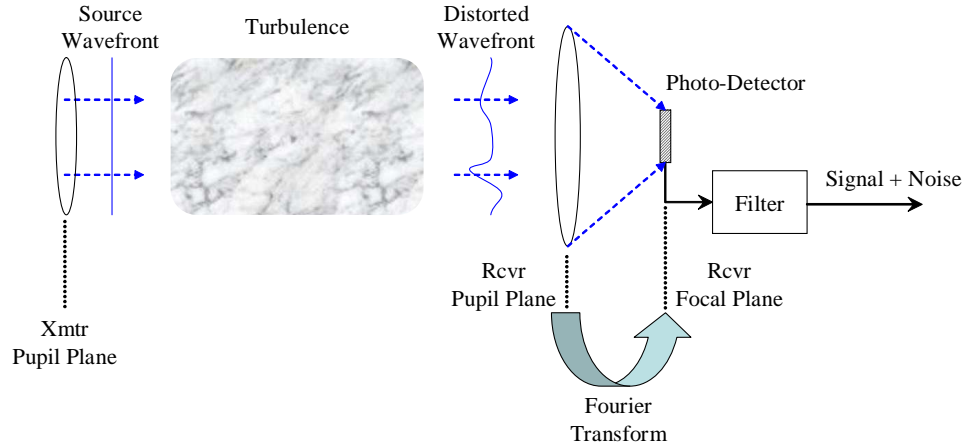 Source
Wavefront
Turbulence
Distorted
Wavefront
Photo-Detector
Signal + Noise
Filter
Rcvr
Pupil Plane
Rcvr
Focal Plane
Xmtr
Pupil Plane
Fourier
Transform